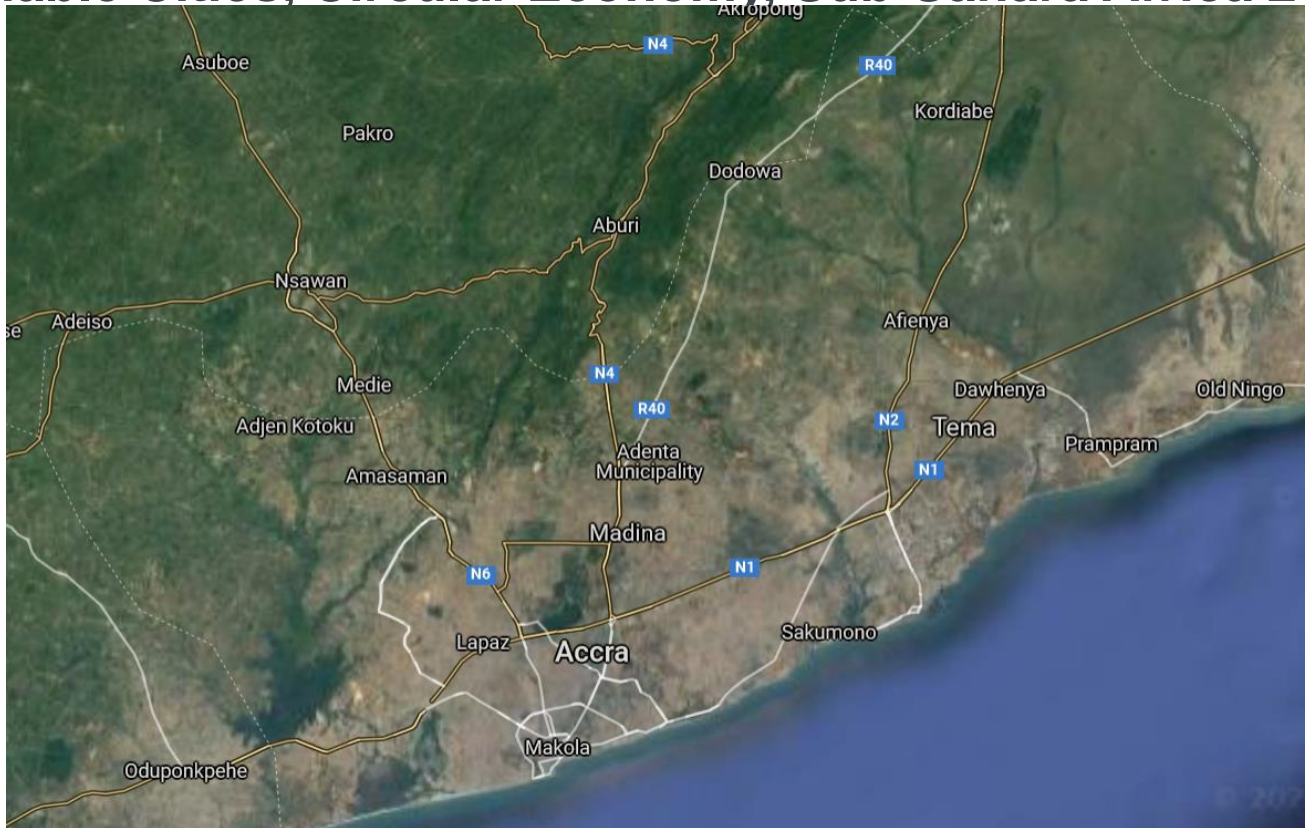 Akropong
N4
Asuboe
R40
Kordiabe
Pakro
Dodowa
Aburi
Nsawan
Adeiso
se
Afienya
Medie
N4
Dawhenya
Old Ningo
R40
Adjen Kotoku
N2
Tema
Prampram
Adenta
Municipality
Amasaman
N1
Madina
N1
N6
Sakumono
Lapaz
Accra
Makola
Oduponkpehe